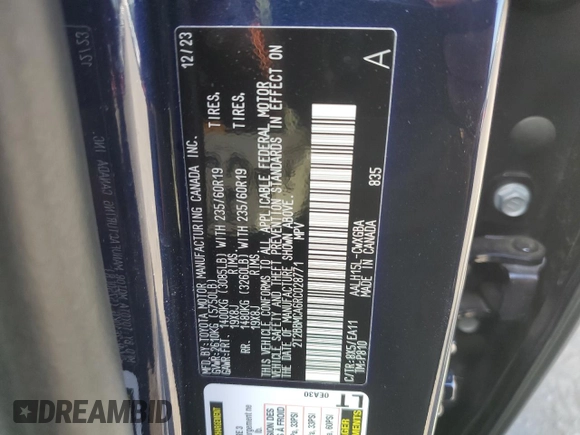 MFD.BY:TOYOTA MOTOR MANUFACTURING CANADA INC. 12/23
GVWR:2610KG(5750LB)
GAWR:FRT. 1400KG (3085LB) WITH 235/60R19 TIRES,
19X8J RIMS,
RR. 1480KG (3260LB) WITH 235/60R19 TIRES,
19X8J RIMS,
THIS VEHICLE CONFORMS TO ALL APPLICABLE FEDERAL MOTOR
VEHICLE SAFETY AND THEFT PREVENTION STANDARDS IN EFFECT ON
THE DATE OF MANUFACTURE SHOWN ABOVE.
2T2BBMCA6RC028771 MPV
A
C/TR:8X5/EA11 AALH15L-CWXGBA
TM:P810 MADE IN CANADA 835
0EA30
AUTOBIDMASTER